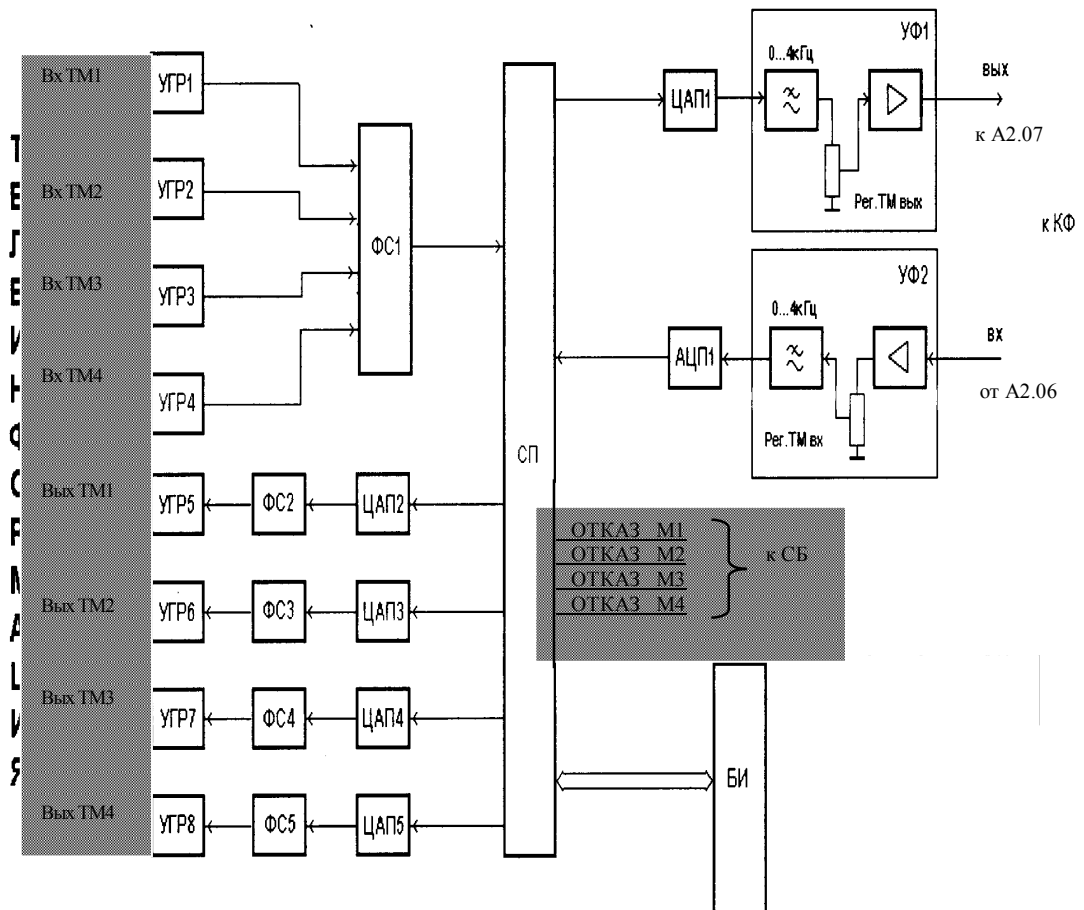 ТЕЛЕИНФОРМАЦИЯ
Вх ТМ1
УГР1
Вх ТМ2
УГР2
Вх ТМ3
УГР3
Вх ТМ4
УГР4
ФС1
Вых ТМ1
УГР5
ФС2
ЦАП2
Вых ТМ2
УГР6
ФС3
ЦАП3
Вых ТМ3
УГР7
ФС4
ЦАП4
Вых ТМ4
УГР8
ФС5
ЦАП5
СП
ЦАП1
УФ1
0...4кГц
Рег.ТМ вых
вых
к А2.07
к КФ
АЦП1
УФ2
0...4кГц
Рег.ТМ вх
вх
от А2.06
ОТКАЗ М1
ОТКАЗ М2
ОТКАЗ М3
ОТКАЗ М4
к СБ
БИ